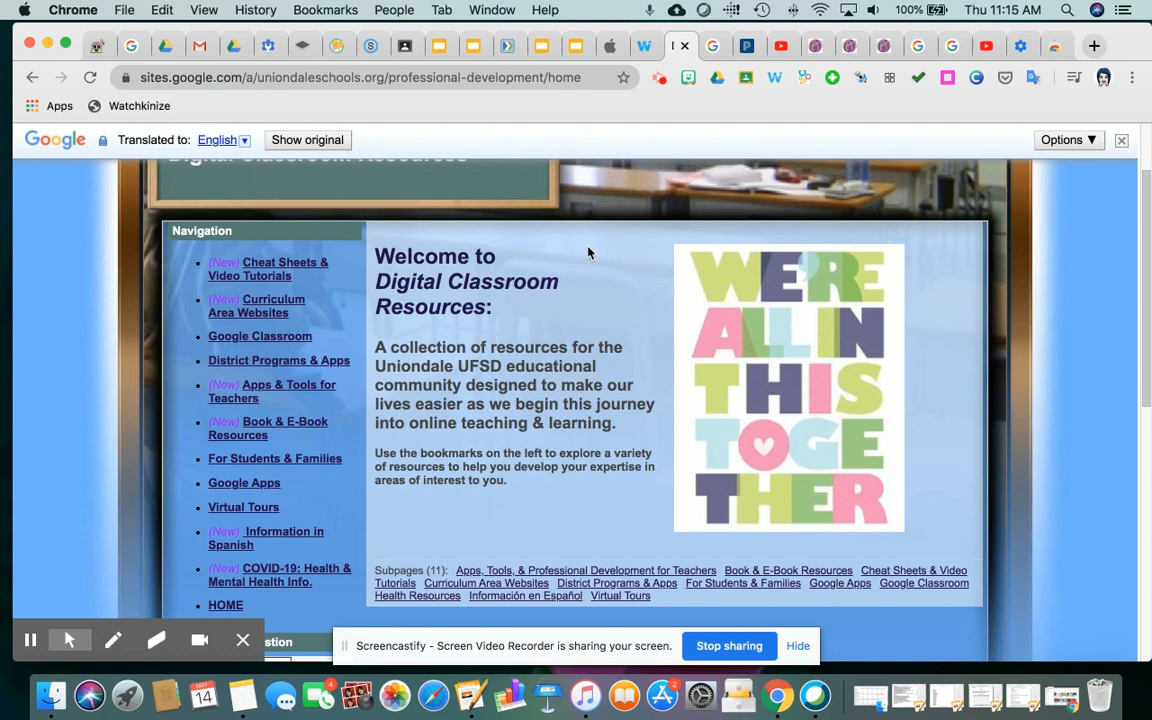 Chrome File Edit View History Bookmarks People Tab Window Help 100% Thu 11:15 AM
sites.google.com/a/uniondaleschools.org/professional-development/home
Apps Watchkinize
Google Translated to: English Show original Options
Digital Classroom Resources
Navigation
(New) Cheat Sheets &
Video Tutorials
(New) Curriculum
Area Websites
Google Classroom
District Programs & Apps
(New) Apps & Tools for
Teachers
(New) Book & E-Book
Resources
For Students & Families
Google Apps
Virtual Tours
(New) Information in
Spanish
(New) COVID-19: Health &
Mental Health Info.
HOME
stion
Welcome to
Digital Classroom
Resources:
A collection of resources for the
Uniondale UFSD educational
community designed to make our
lives easier as we begin this journey
into online teaching & learning.
Use the bookmarks on the left to explore a variety
of resources to help you develop your expertise in
areas of interest to you.
WE'RE
ALL IN
THIS
TOGE
THER
Subpages (11): Apps, Tools, & Professional Development for Teachers Book & E-Book Resources Cheat Sheets & Video
Tutorials Curriculum Area Websites District Programs & Apps For Students & Families Google Apps Google Classroom
Health Resources Información en Español Virtual Tours
Screencastify - Screen Video Recorder is sharing your screen. Stop sharing Hide
MAY
14
4
2